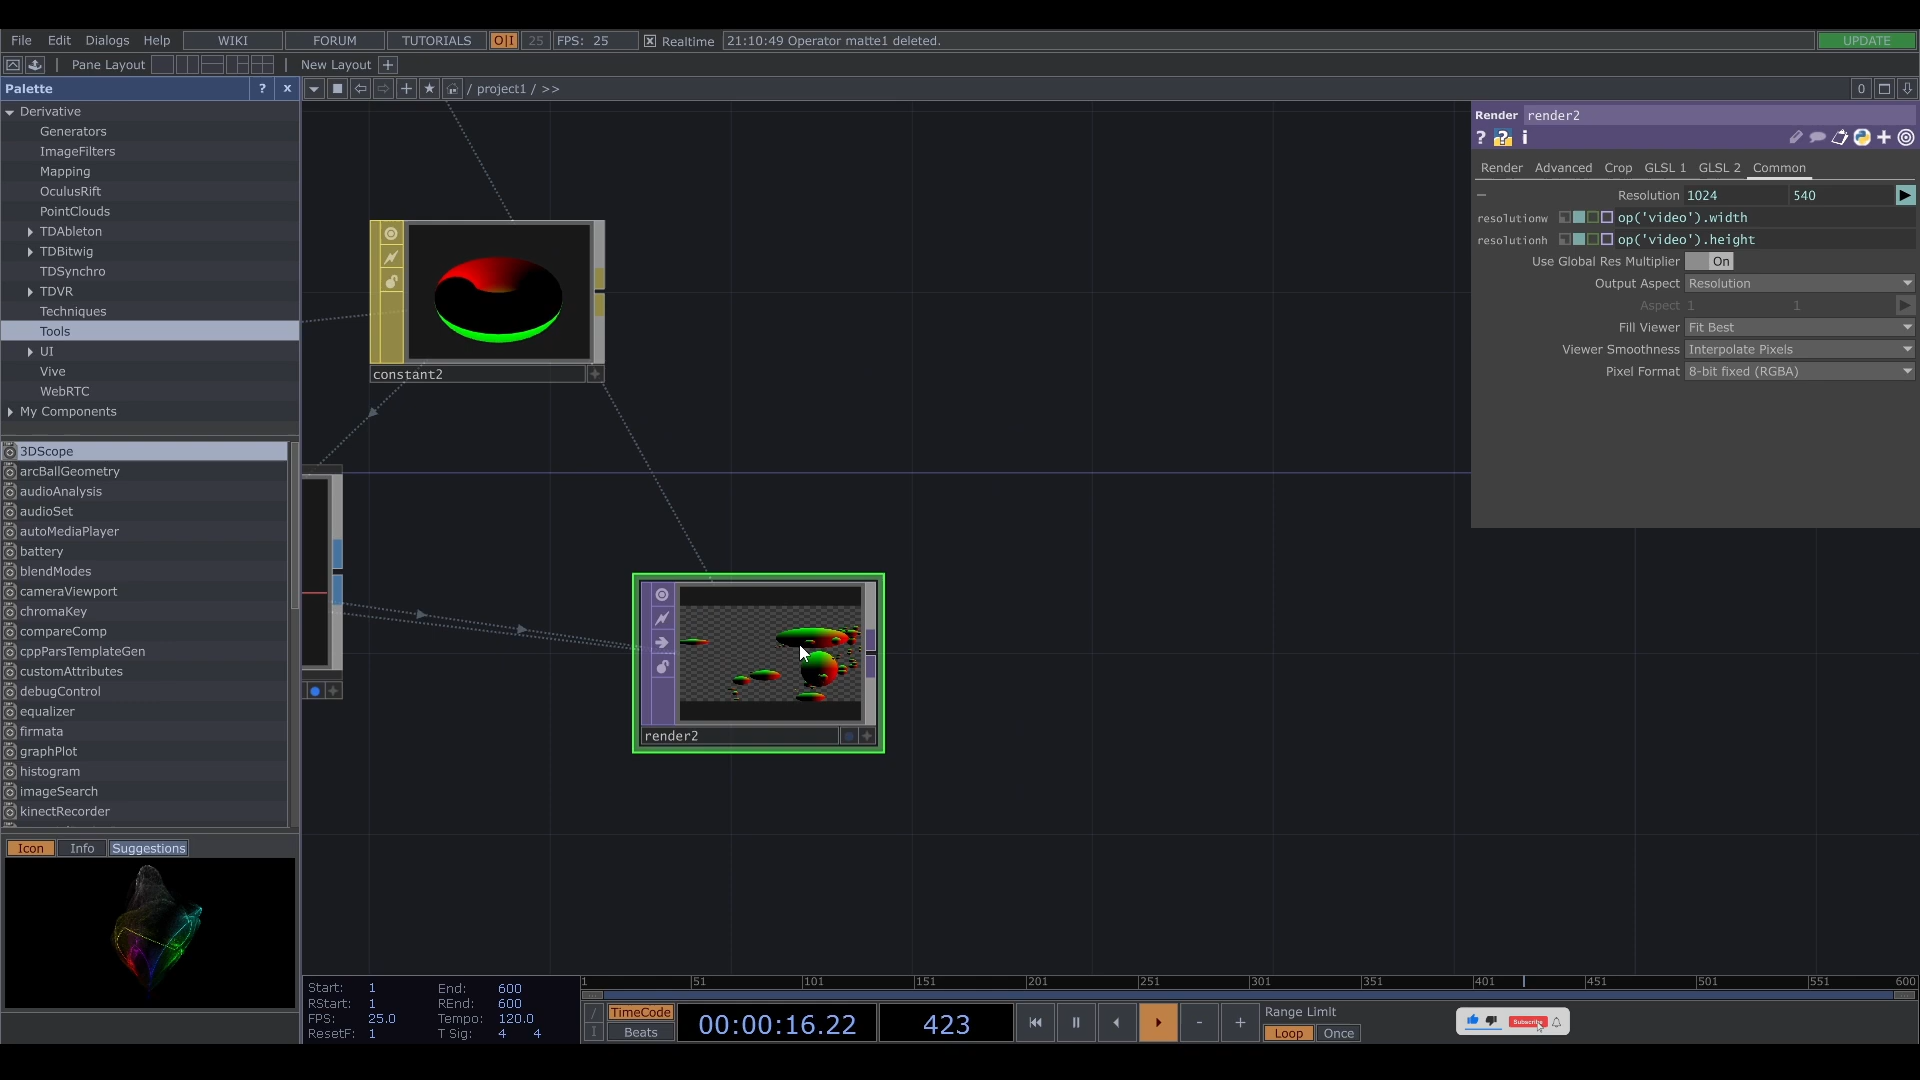 File Edit Dialogs Help WIKI FORUM TUTORIALS O|I 25 FPS: 25 Realtime 21:10:49 Operator matte1 deleted. UPDATE
Pane Layout New Layout +
Palette ? x
/ project1 / >> 0
Derivative
Generators
ImageFilters
Mapping
OculusRift
PointClouds
TDAbleton
TDBitwig
TDSynchro
TDVR
Techniques
Tools
UI
Vive
WebRTC
My Components
3DScope
arcBallGeometry
audioAnalysis
audioSet
autoMediaPlayer
battery
blendModes
cameraViewport
chromaKey
compareComp
cppParsTemplateGen
customAttributes
debugControl
equalizer
firmata
graphPlot
histogram
imageSearch
kinectRecorder
Icon Info Suggestions
constant2
render2
Render render2
? ? i
Render Advanced Crop GLSL 1 GLSL 2 Common
Resolution 1024 540
resolutionw op('video').width
resolutionh op('video').height
Use Global Res Multiplier On
Output Aspect Resolution
Aspect 1 1
Fill Viewer Fit Best
Viewer Smoothness Interpolate Pixels
Pixel Format 8-bit fixed (RGBA)
1 51 101 151 201 251 301 351 401 451 501 551 600
Start: 1 End: 600
RStart: 1 REnd: 600
FPS: 25.0 Tempo: 120.0
ResetF: 1 T Sig: 4 4
/ TimeCode
I Beats
00:00:16.22 423
- +
Range Limit
Loop Once
Subscribe